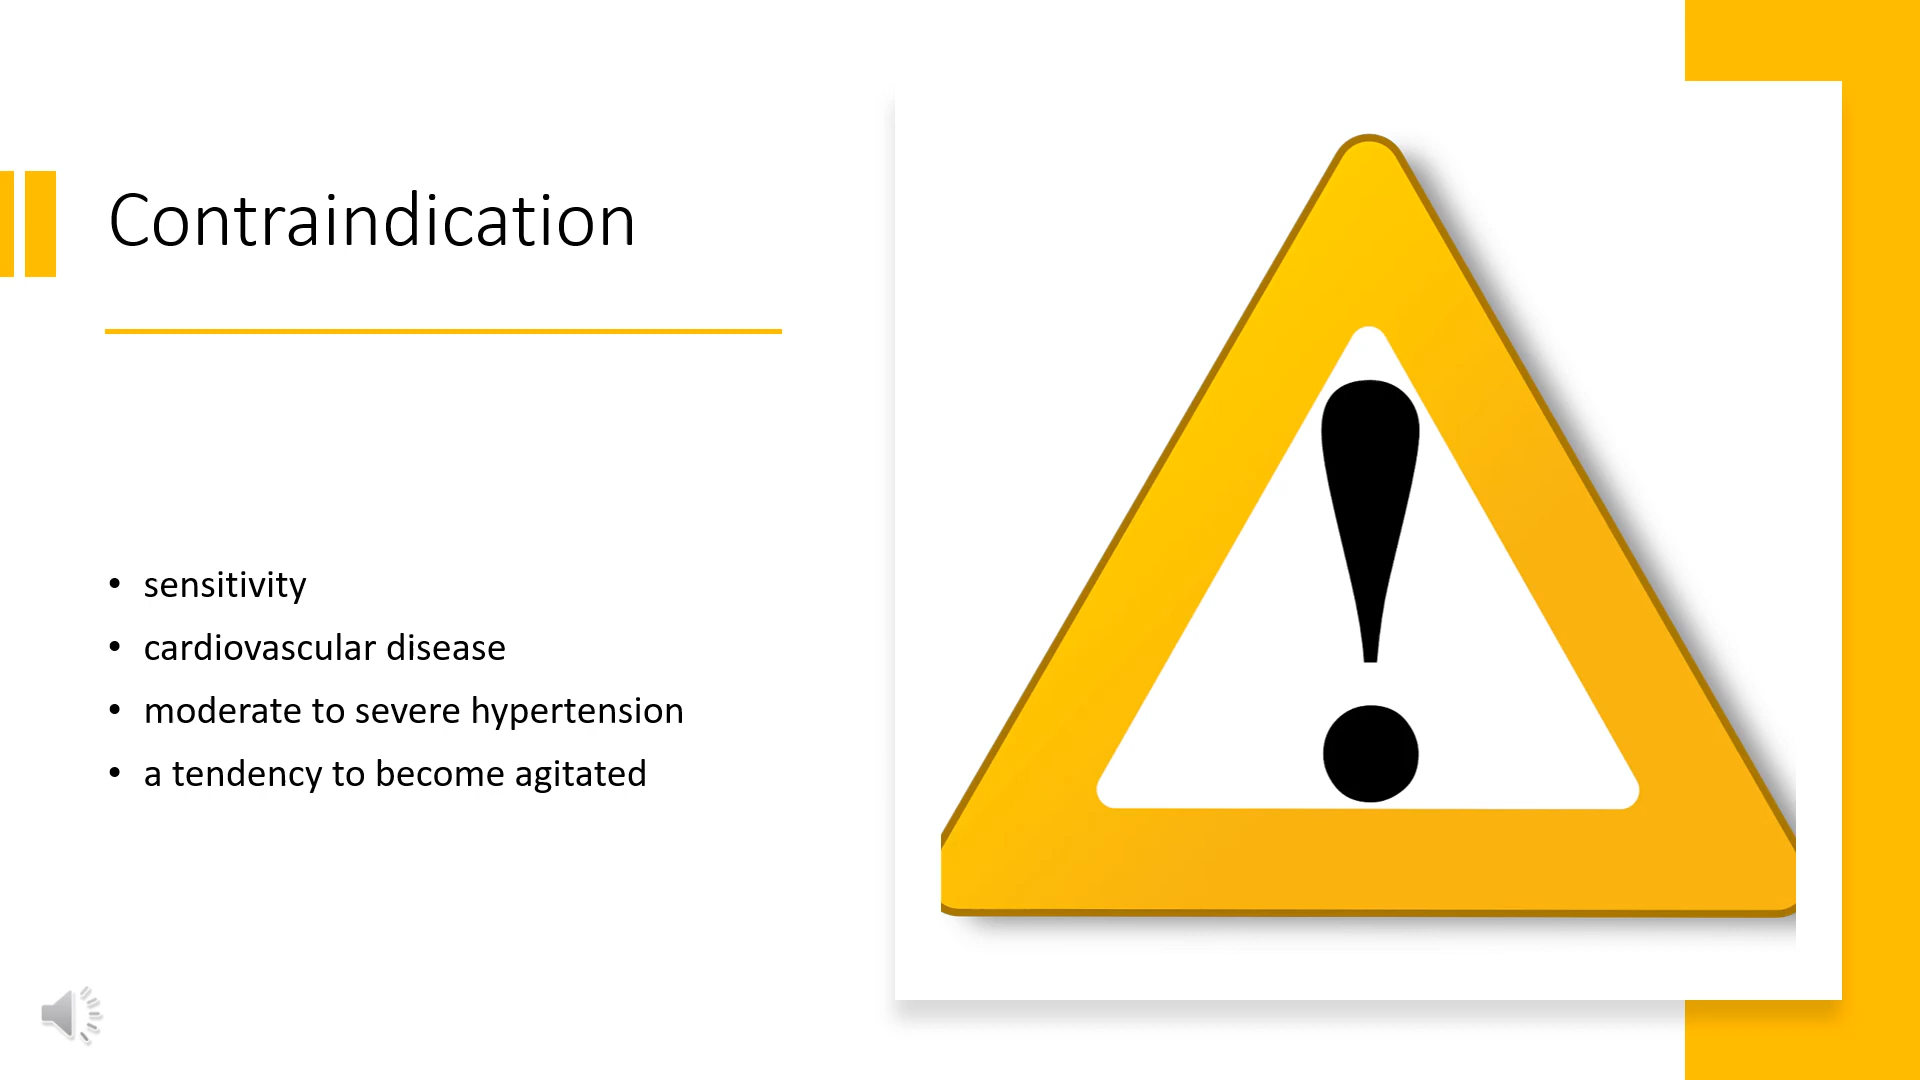 Contraindication
• sensitivity
• cardiovascular disease
• moderate to severe hypertension
• a tendency to become agitated
!